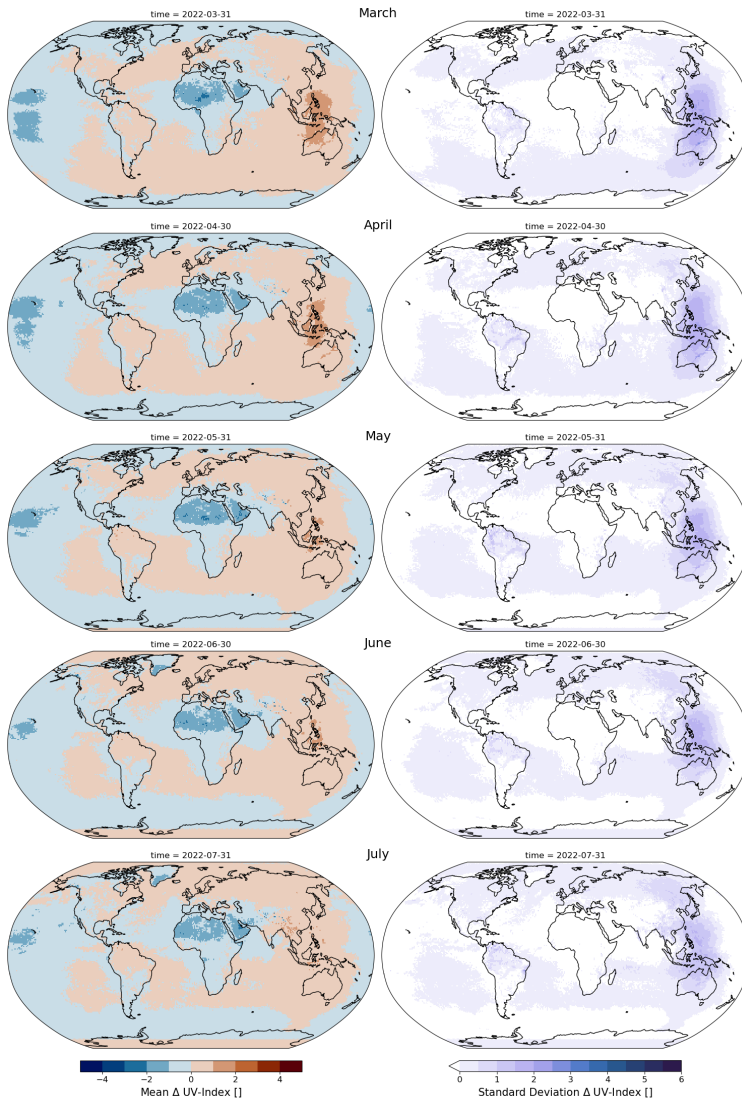 March
time = 2022-03-31
time = 2022-03-31
April
time = 2022-04-30
time = 2022-04-30
May
time = 2022-05-31
time = 2022-05-31
June
time = 2022-06-30
time = 2022-06-30
July
time = 2022-07-31
time = 2022-07-31
−4 −2 0 2 4
Mean Δ UV-Index []
0 1 2 3 4 5 6
Standard Deviation Δ UV-Index []